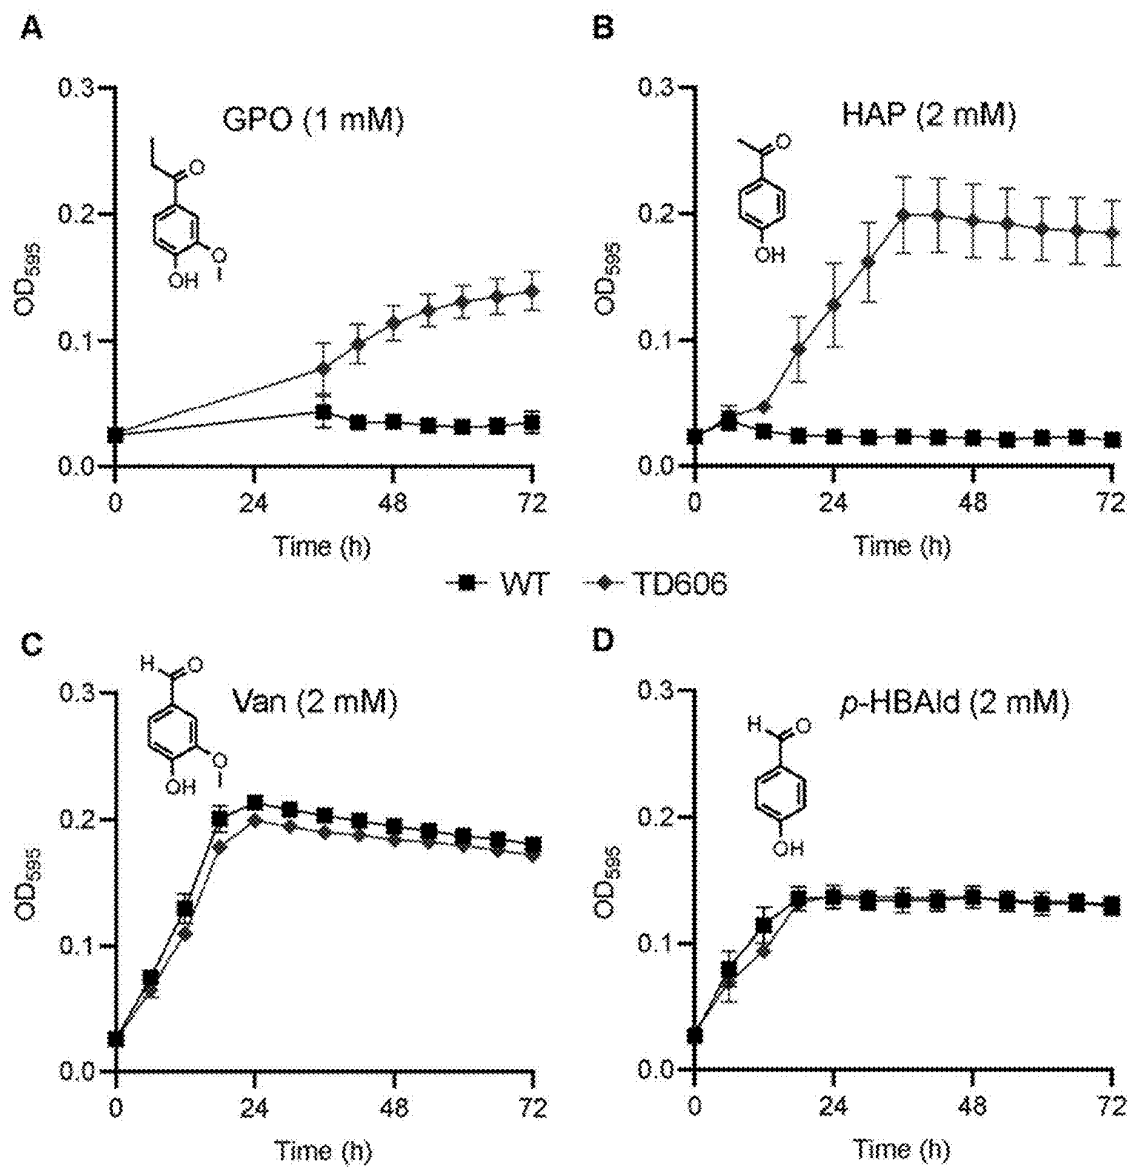 A
GPO (1 mM)
0.3
0.2
0.1
0.0
OD595
O
O
OH
0
24
48
72
Time (h)
B
HAP (2 mM)
0.3
0.2
0.1
0.0
OD595
O
OH
0
24
48
72
Time (h)
WT
TD606
C
Van (2 mM)
0.3
0.2
0.1
0.0
OD595
H
O
O
OH
0
24
48
72
Time (h)
D
p-HBAld (2 mM)
0.3
0.2
0.1
0.0
OD595
H
O
OH
0
24
48
72
Time (h)